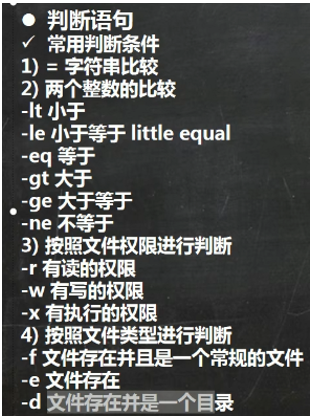 ● 判断语句
✓ 常用判断条件
1) = 字符串比较
2) 两个整数的比较
-lt 小于
-le 小于等于 little equal
-eq 等于
-gt 大于
-ge 大于等于
-ne 不等于
3) 按照文件权限进行判断
-r 有读的权限
-w 有写的权限
-x 有执行的权限
4) 按照文件类型进行判断
-f 文件存在并且是一个常规的文件
-e 文件存在
-d 文件存在并是一个目录